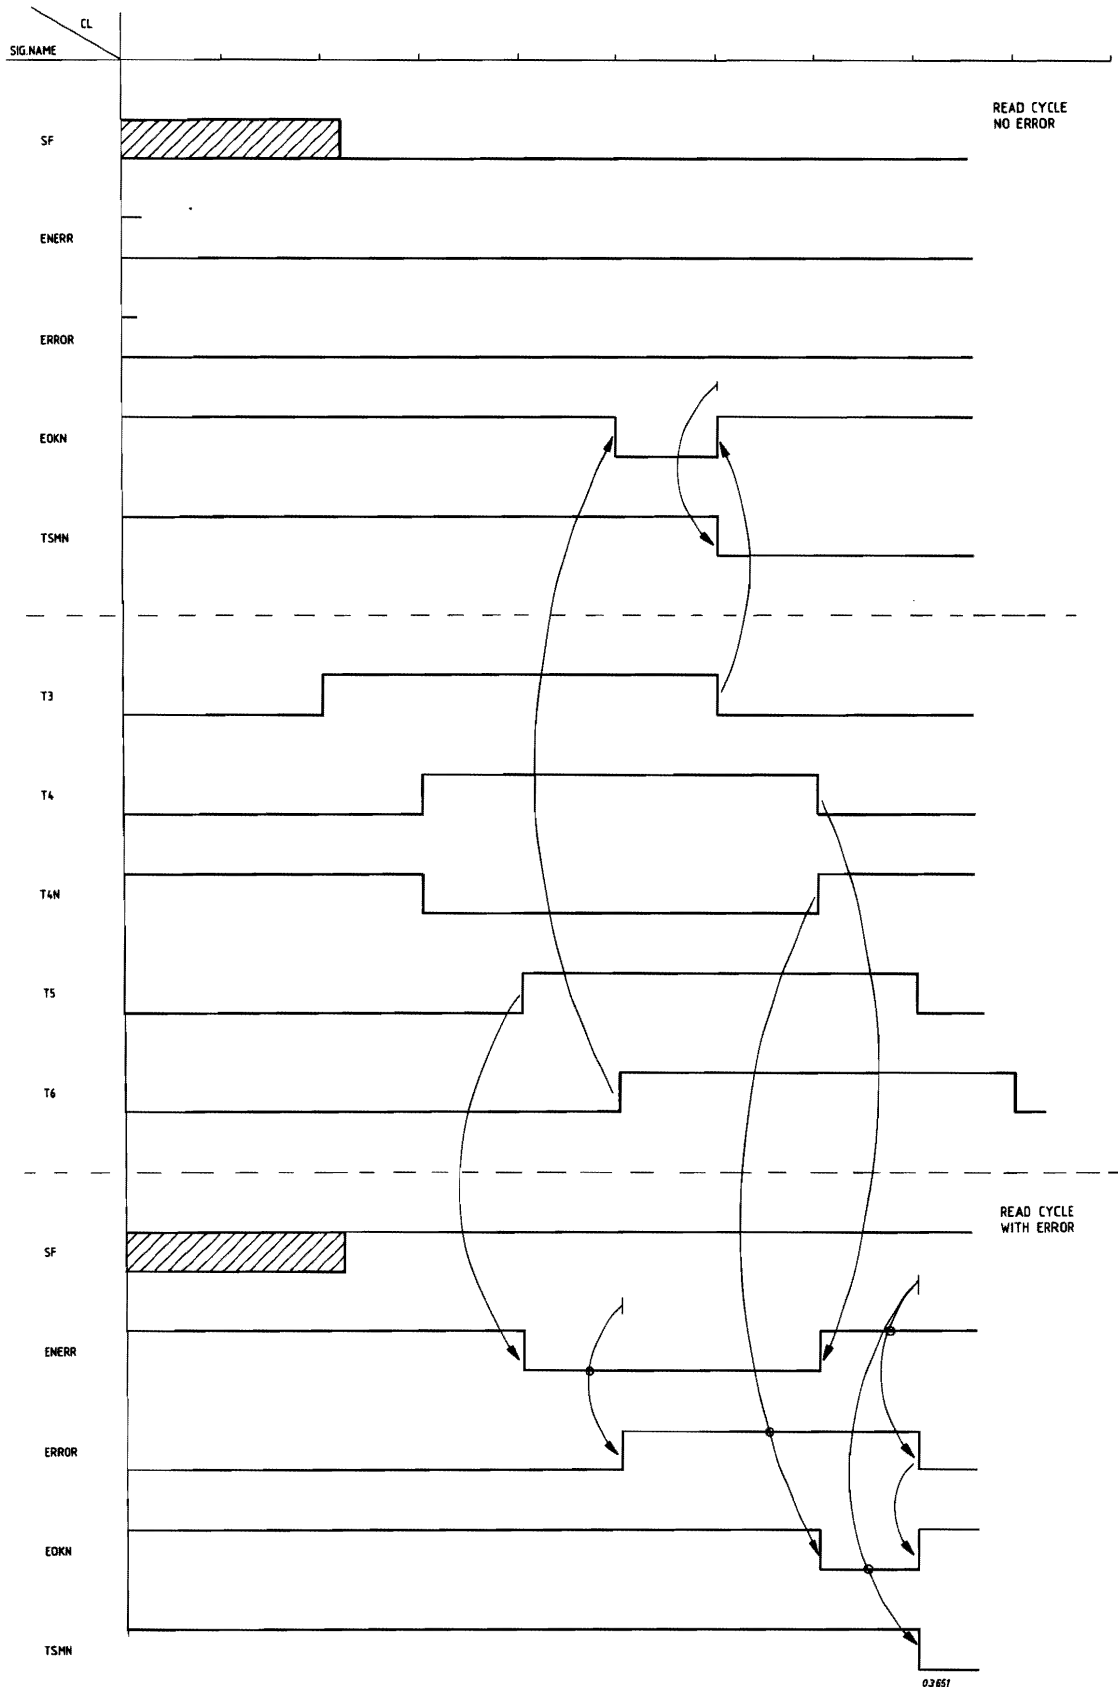 CL
SIG.NAME
READ CYCLE
NO ERROR
SF
ENERR
ERROR
EOKN
TSMN
T3
T4
T4N
T5
T6
READ CYCLE
WITH ERROR
SF
ENERR
ERROR
EOKN
TSMN
03651